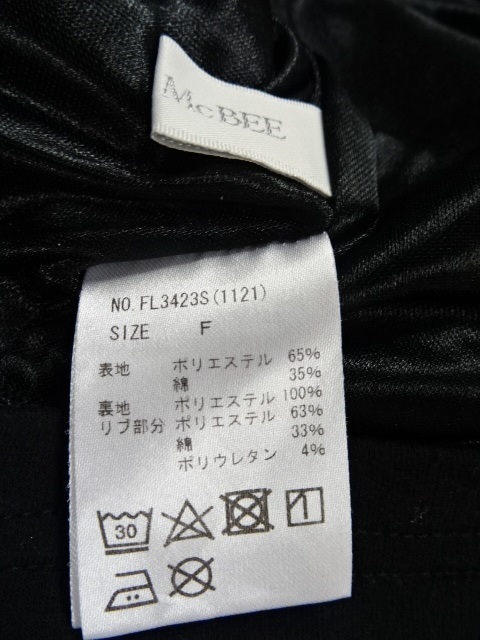 McBEE
NO.FL3423S(1121)
SIZE F
表地 ポリエステル 65%
綿 35%
裏地 ポリエステル 100%
リブ部分 ポリエステル 63%
綿 33%
ポリウレタン 4%
30